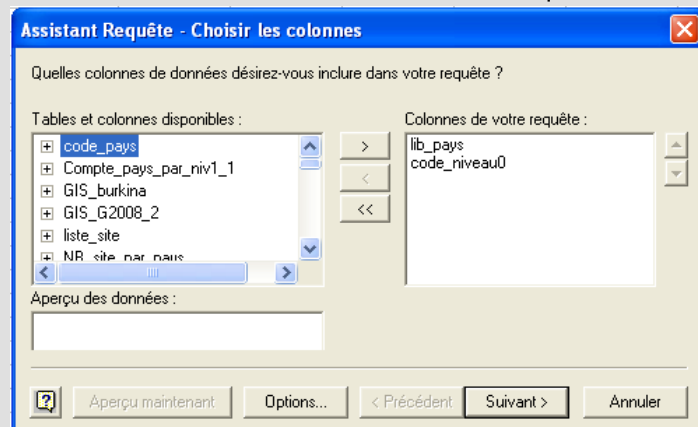 Assistant Requête - Choisir les colonnes
Quelles colonnes de données désirez-vous inclure dans votre requête ?
Tables et colonnes disponibles :
Colonnes de votre requête :
code_pays
Compte_pays_par_niv1_1
GIS_burkina
GIS_G2008_2
liste_site
NB_site_par_pays
>
<
<<
lib_pays
code_niveau0
Aperçu des données :
Aperçu maintenant
Options...
< Précédent
Suivant >
Annuler